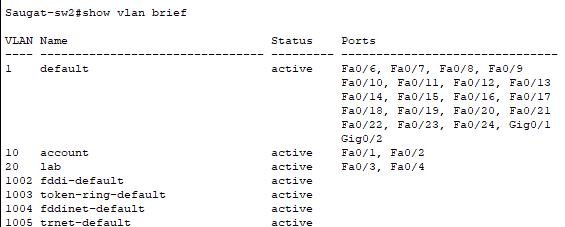 Saugat-sw2#show vlan brief
VLAN Name                             Status    Ports
---- -------------------------------- --------- -------------------------------
1    default                          active    Fa0/6, Fa0/7, Fa0/8, Fa0/9
                                                Fa0/10, Fa0/11, Fa0/12, Fa0/13
                                                Fa0/14, Fa0/15, Fa0/16, Fa0/17
                                                Fa0/18, Fa0/19, Fa0/20, Fa0/21
                                                Fa0/22, Fa0/23, Fa0/24, Gig0/1
                                                Gig0/2
10   account                          active    Fa0/1, Fa0/2
20   lab                              active    Fa0/3, Fa0/4
1002 fddi-default                     active
1003 token-ring-default               active
1004 fddinet-default                  active
1005 trnet-default                    active